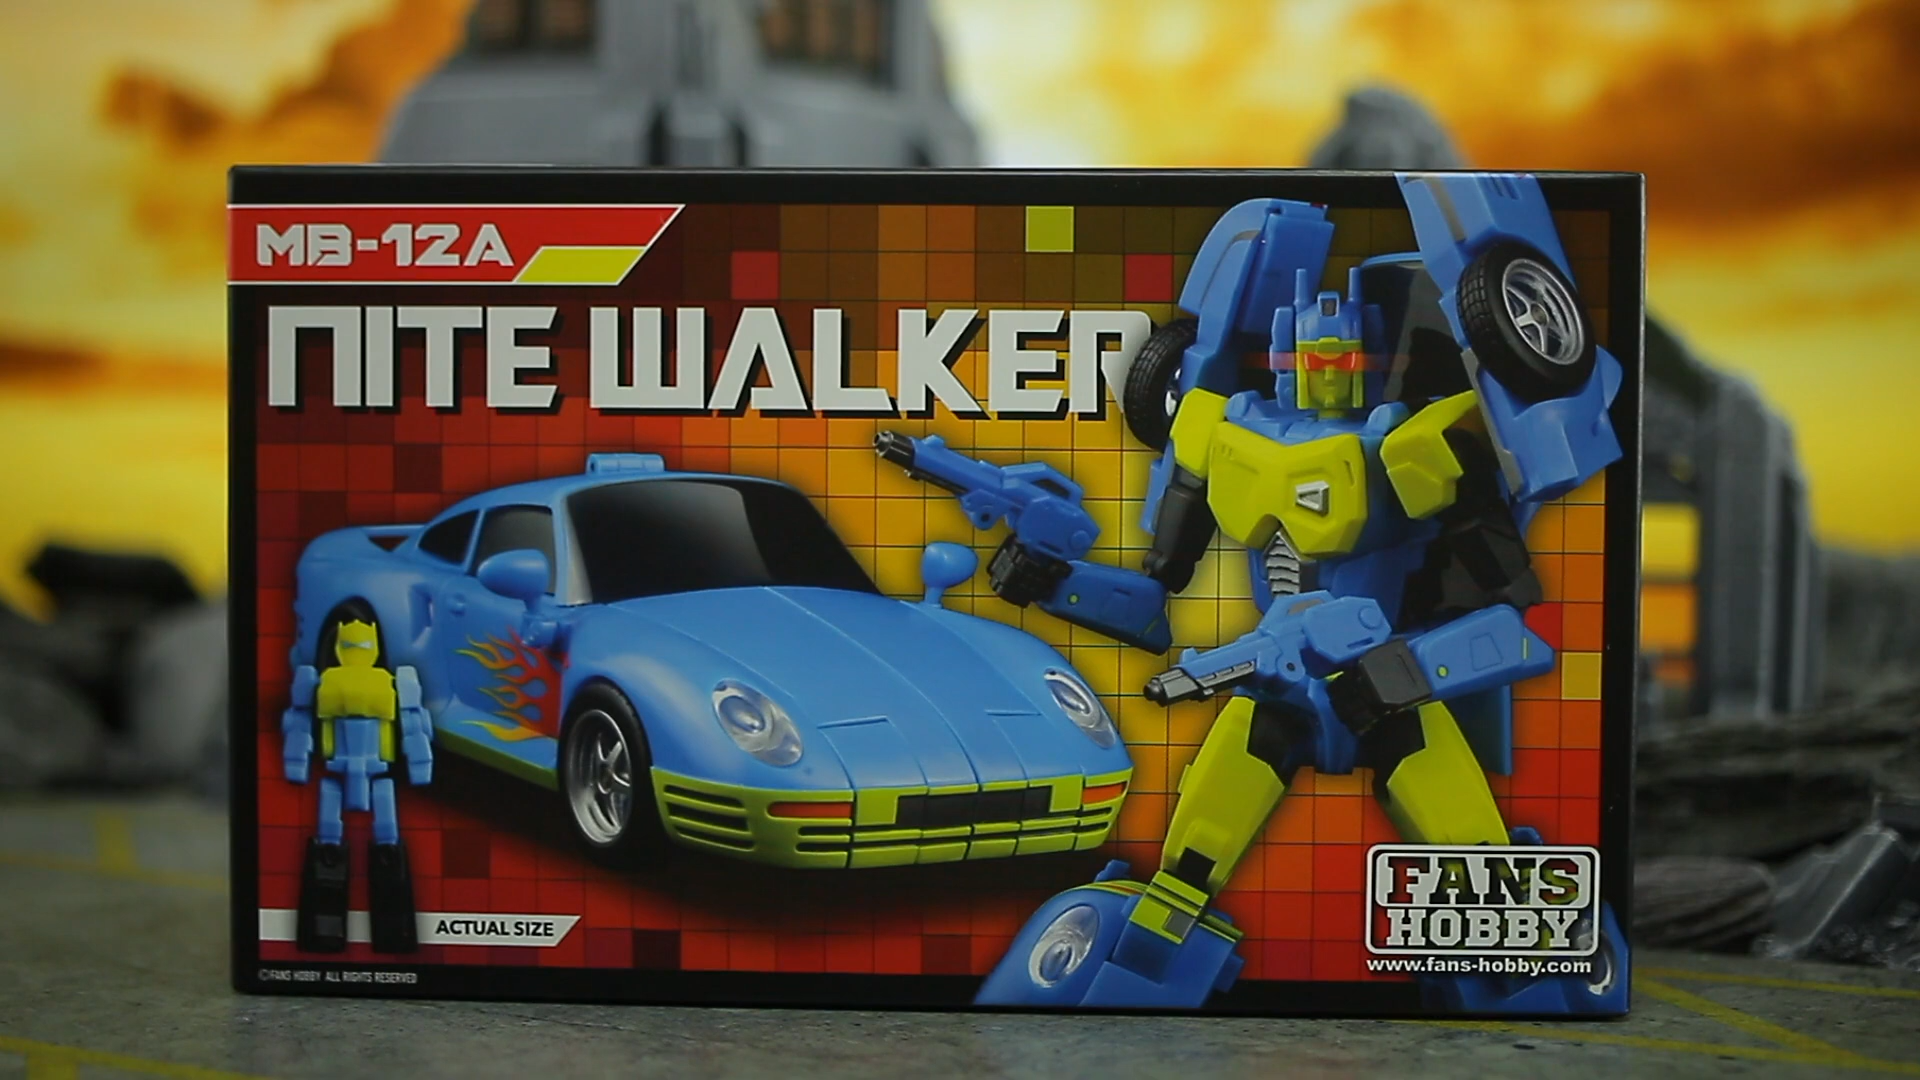 MB-12A
NITE WALKER
A
ACTUAL SIZE
FANS
HOBBY
www.fans-hobby.com
©FANS HOBBY ALL RIGHTS RESERVED